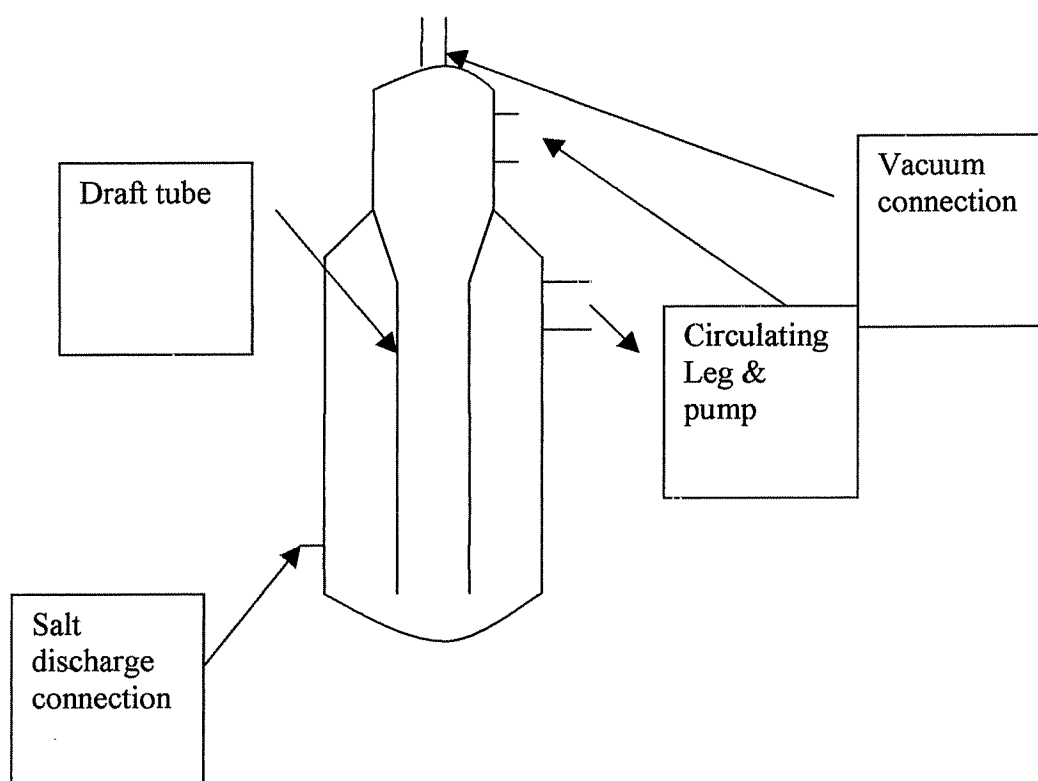 Draft tube
Vacuum
connection
Circulating
Leg &
pump
Salt
discharge
connection